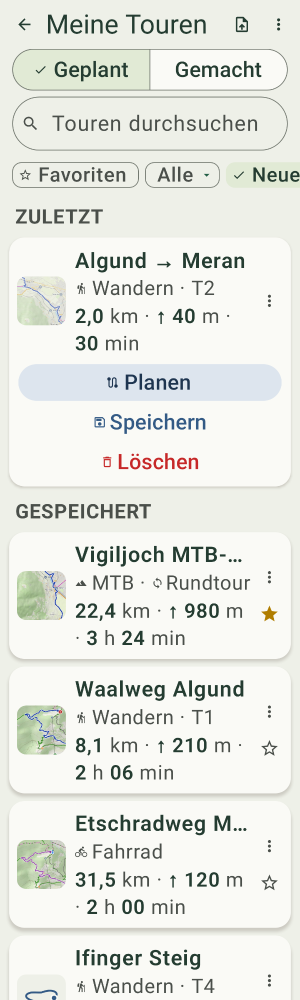 Meine Touren
Geplant Gemacht
Touren durchsuchen
Favoriten Alle Neue
ZULETZT
Algund → Meran
Wandern · T2
2,0 km · ↑ 40 m ·
30 min
Planen
Speichern
Löschen
GESPEICHERT
Vigiljoch MTB-…
MTB · Rundtour
22,4 km · ↑ 980 m
· 3 h 24 min
Waalweg Algund
Wandern · T1
8,1 km · ↑ 210 m ·
2 h 06 min
Etschradweg M…
Fahrrad
31,5 km · ↑ 120 m
· 2 h 00 min
Ifinger Steig
Wandern · T4